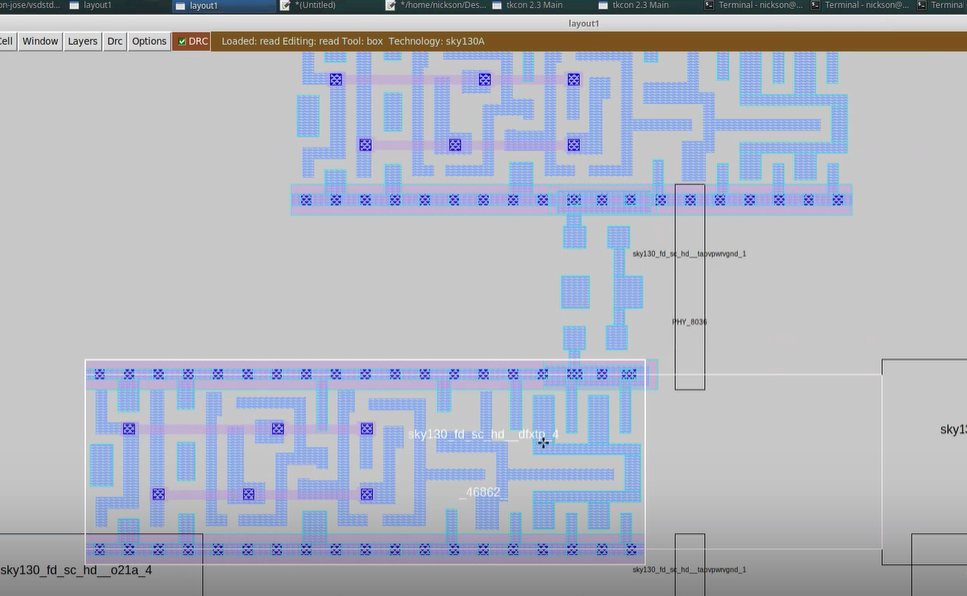 on-jose/vsdstd... layout1 layout1 *(Untitled) */home/nickson/Des... tkcon 2.3 Main tkcon 2.3 Main Terminal - nickson@... Terminal - nickson@... Terminal
layout1
Cell Window Layers Drc Options DRC Loaded: read Editing: read Tool: box Technology: sky130A
sky130_fd_sc_hd__tapvpwrvgnd_1
PHY_8036
sky130_fd_sc_hd__dfxtp_4
sky13
_46862_
sky130_fd_sc_hd__o21a_4
sky130_fd_sc_hd__tapvpwrvgnd_1